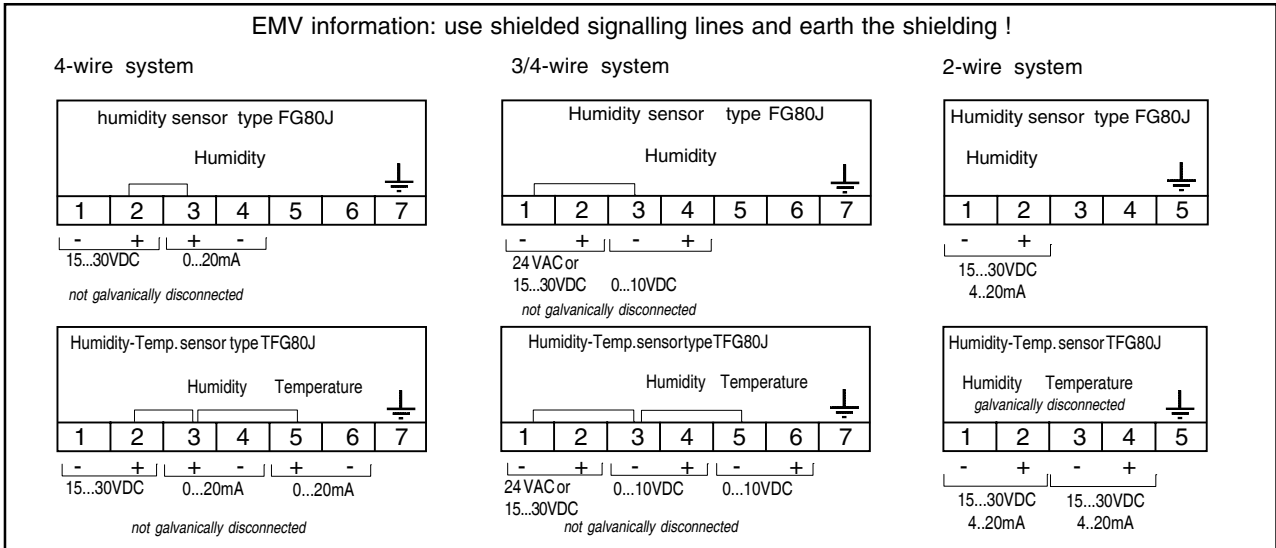 EMV information: use shielded signalling lines and earth the shielding !
4-wire system
humidity sensor type FG80J
Humidity
1 2 3 4 5 6 7
- + + -
15...30VDC 0...20mA
not galvanically disconnected
Humidity-Temp. sensor type TFG80J
Humidity Temperature
1 2 3 4 5 6 7
- + + - + -
15...30VDC 0...20mA 0...20mA
not galvanically disconnected
3/4-wire system
Humidity sensor type FG80J
Humidity
1 2 3 4 5 6 7
- + - +
24 VAC or
15...30VDC 0...10VDC
not galvanically disconnected
Humidity-Temp.sensortypeTFG80J
Humidity Temperature
1 2 3 4 5 6 7
- + - + - +
24 VAC or 0...10VDC 0...10VDC
15...30VDC
not galvanically disconnected
2-wire system
Humidity sensor type FG80J
Humidity
1 2 3 4 5
- +
15...30VDC
4..20mA
Humidity-Temp. sensor TFG80J
Humidity Temperature
galvanically disconnected
1 2 3 4 5
- + - +
15...30VDC 15...30VDC
4..20mA 4..20mA